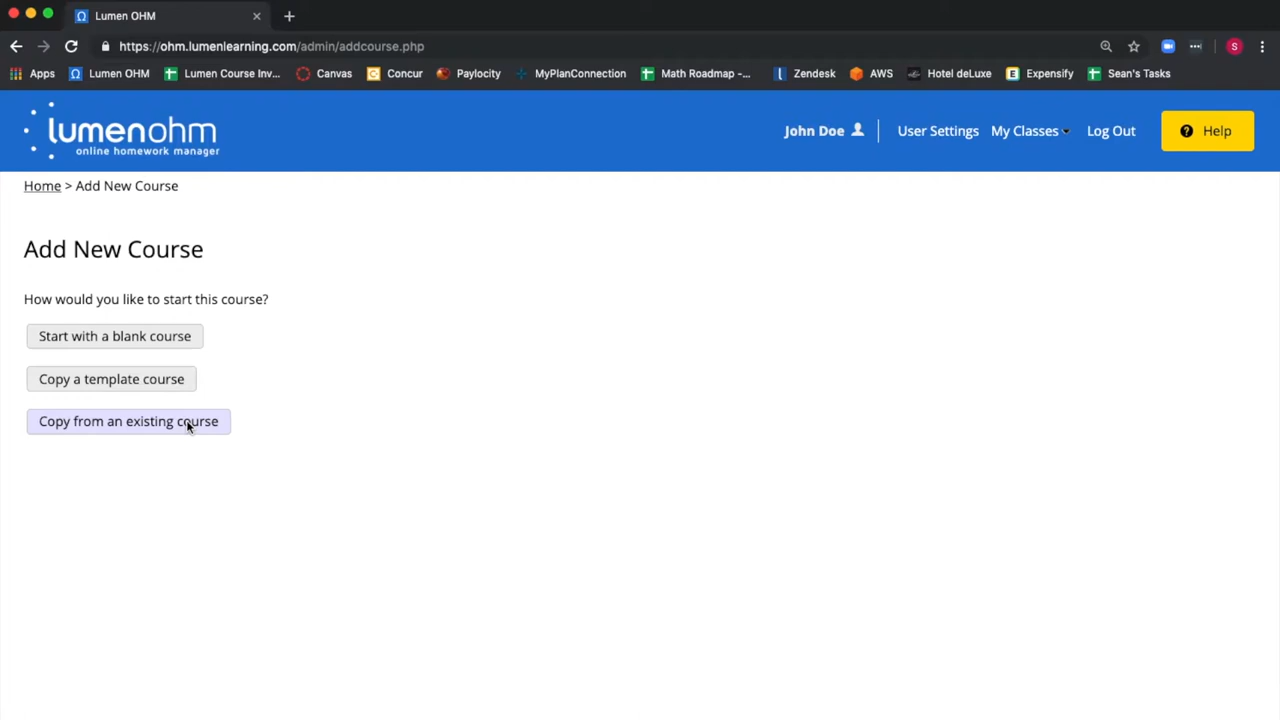 Lumen OHM
https://ohm.lumenlearning.com/admin/addcourse.php
S
Apps Lumen OHM Lumen Course Inv... Canvas Concur Paylocity MyPlanConnection Math Roadmap -... Zendesk AWS Hotel deLuxe Expensify Sean's Tasks
lumenohm
online homework manager
John Doe User Settings My Classes Log Out ? Help
Home > Add New Course
Add New Course
How would you like to start this course?
Start with a blank course
Copy a template course
Copy from an existing course